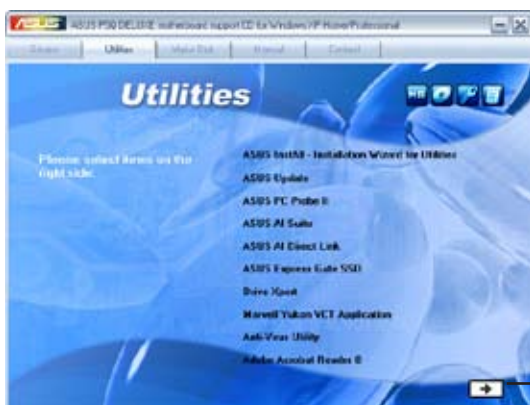 ASUS
ASUS P5Q DELUXE motherboard support CD for Windows XP Home/Professional
Drivers
Utilities
Make Disk
Manual
Contact
Utilities
Please select items on the right side.
ASUS InstAll - Installation Wizard for Utilities
ASUS Update
ASUS PC Probe II
ASUS AI Suite
ASUS AI Direct Link
ASUS Express Gate SSD
Drive Xpert
Marvell Yukon VCT Application
Anti-Virus Utility
Adobe Acrobat Reader 8